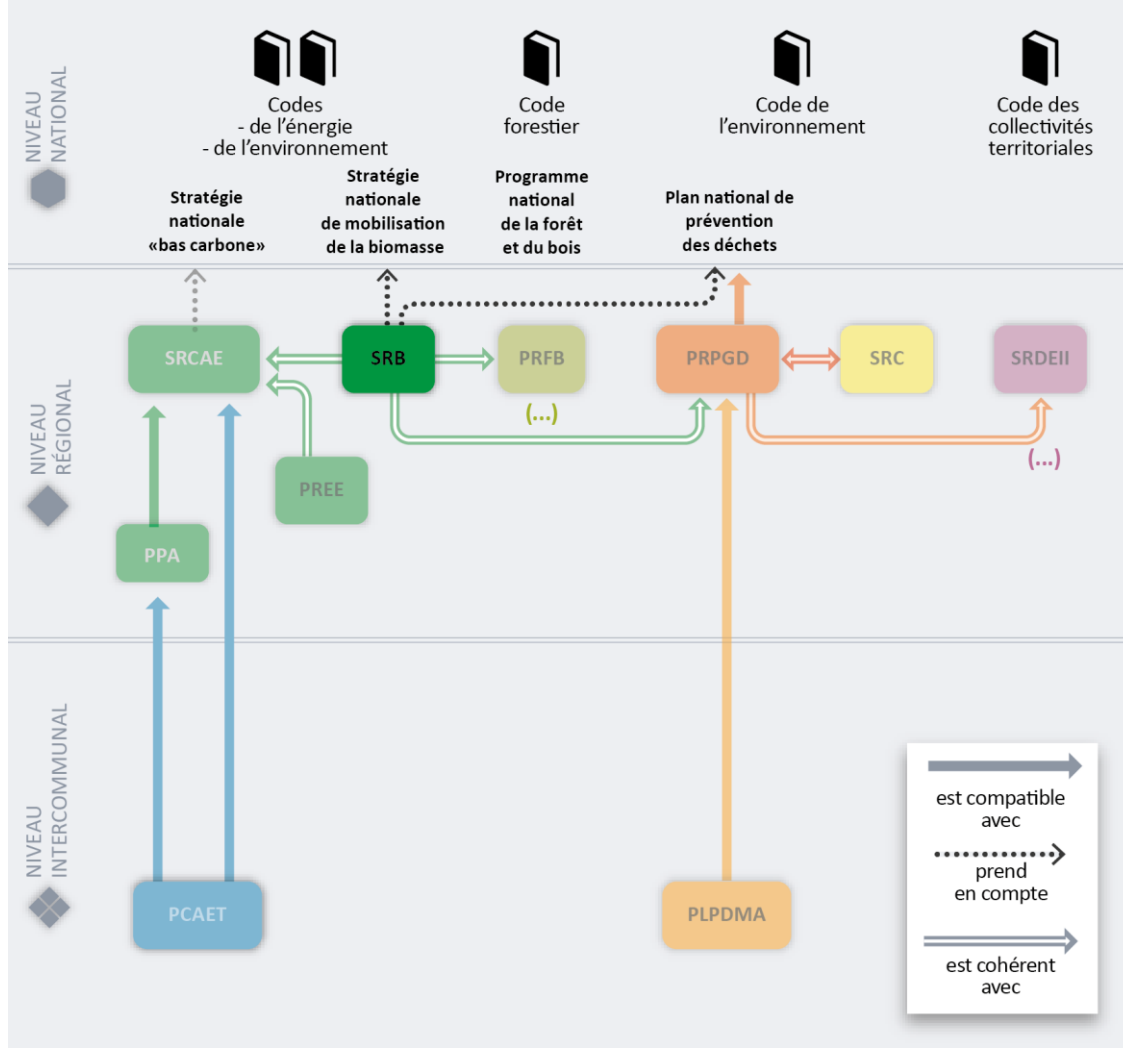 NIVEAU
NATIONAL
Codes
- de l'énergie
- de l'environnement
Code
forestier
Code de
l'environnement
Code des
collectivités
territoriales
Stratégie
nationale
«bas carbone»
Stratégie
nationale
de mobilisation
de la biomasse
Programme
national
de la forêt
et du bois
Plan national de
prévention
des déchets
NIVEAU
RÉGIONAL
SRCAE
SRB
PRFB
(...)
PRPGD
SRC
SRDEII
(...)
PREE
PPA
NIVEAU
INTERCOMMUNAL
PCAET
PLPDMA
est compatible
avec
prend
en compte
est cohérent
avec